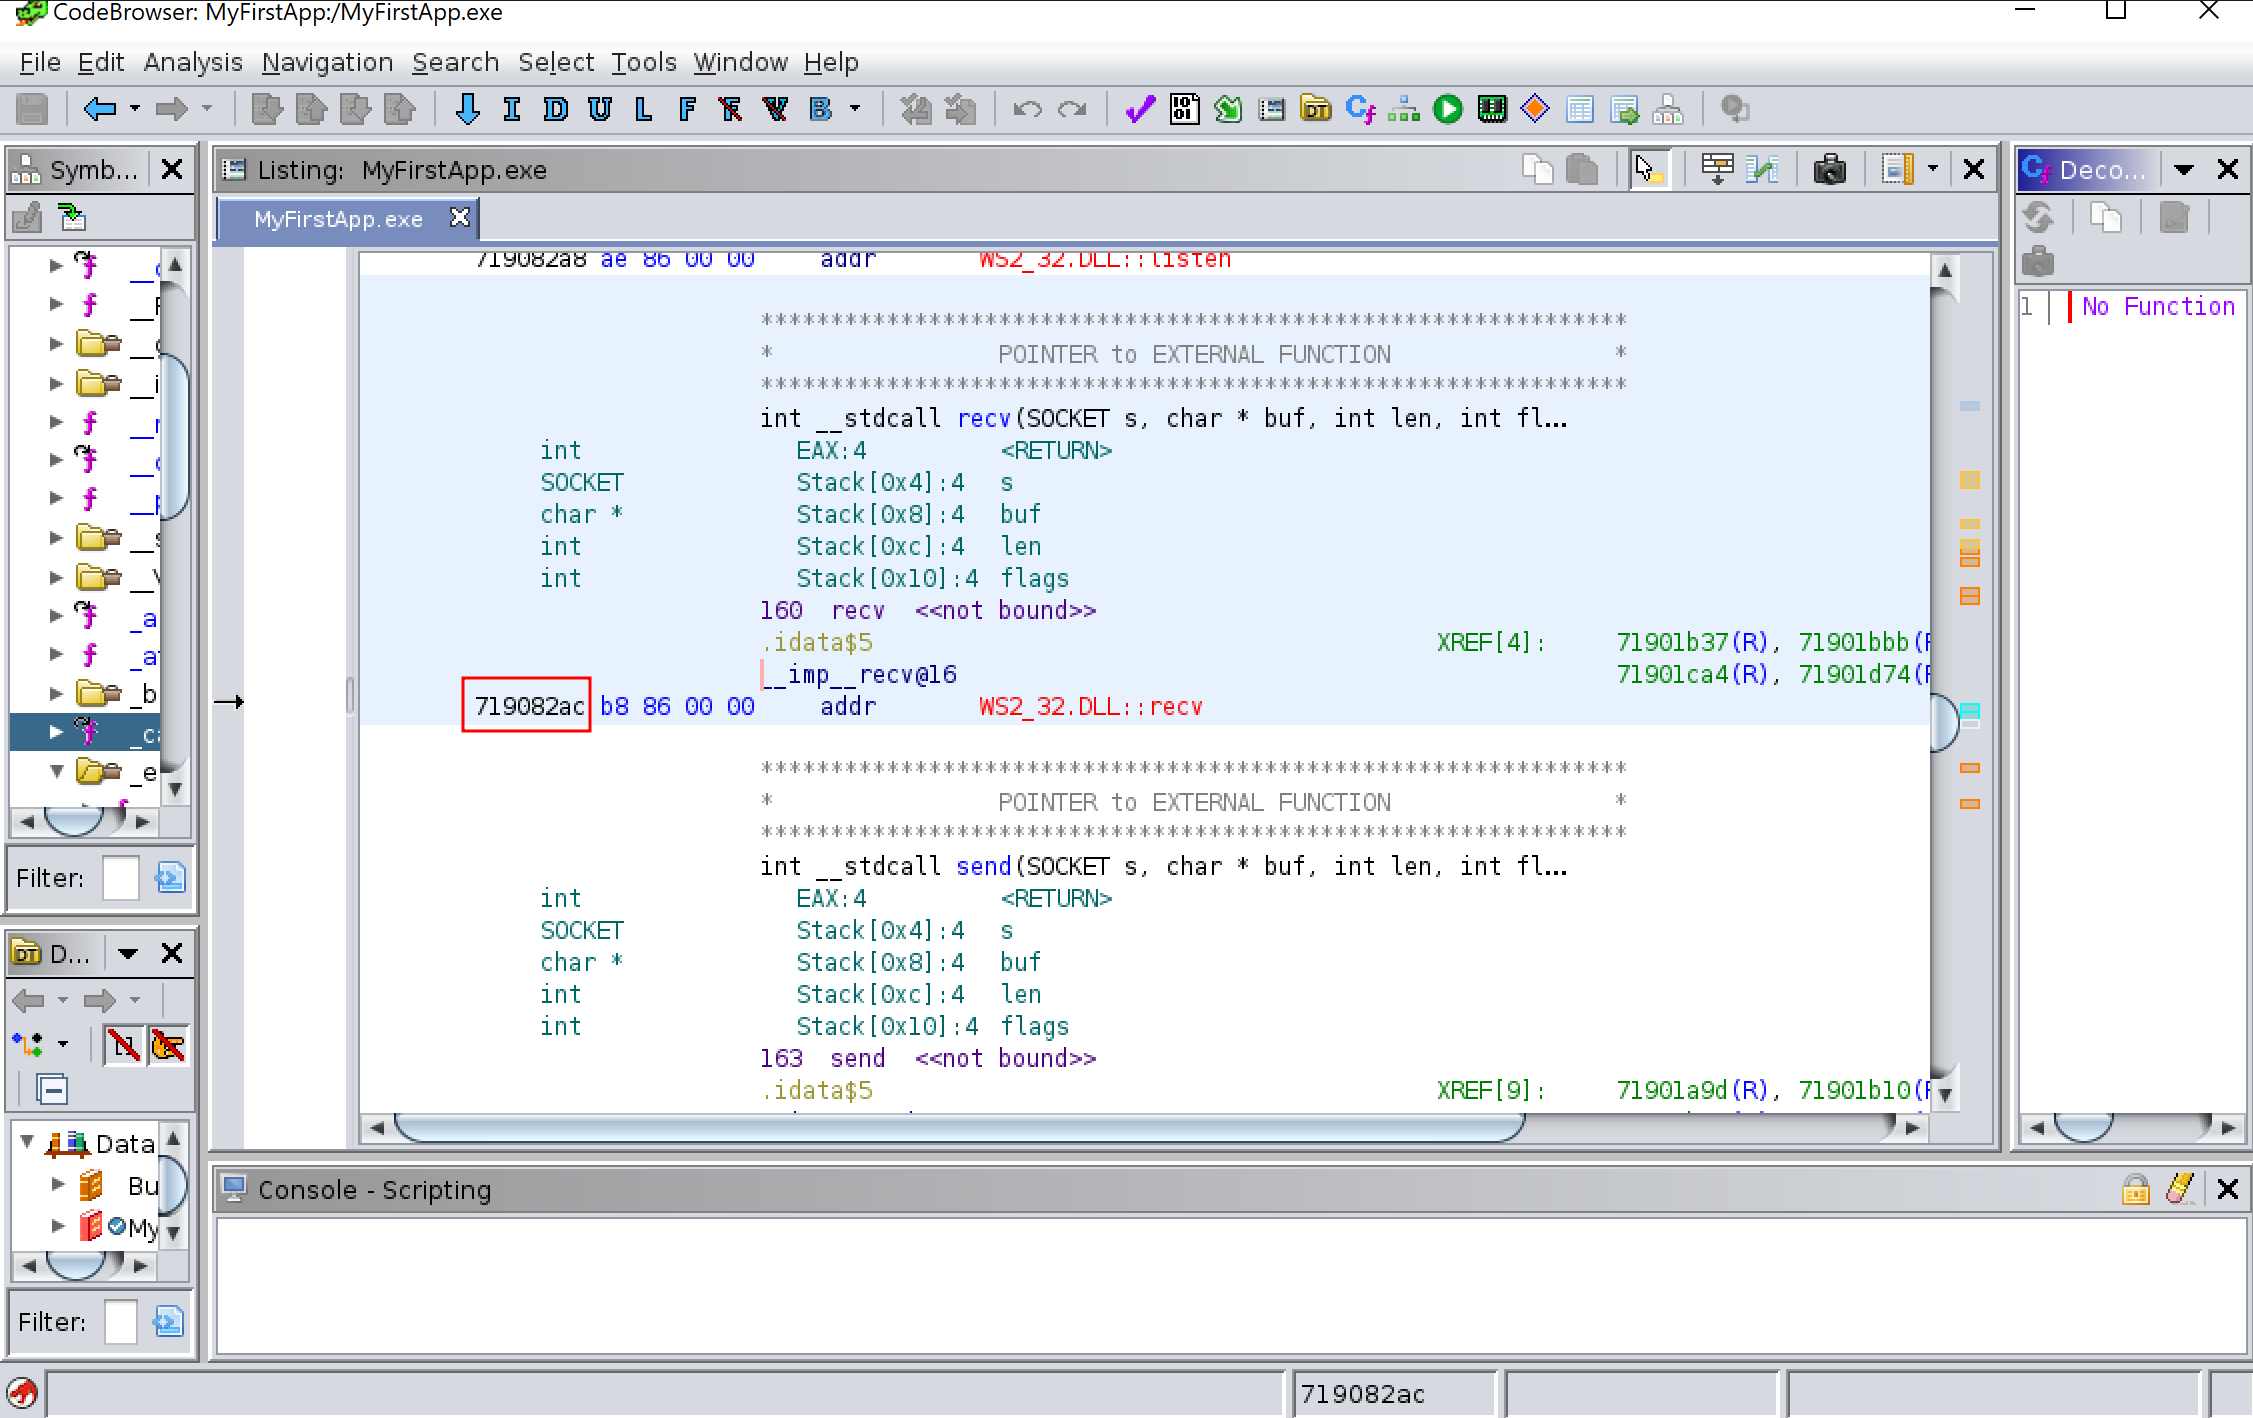 CodeBrowser: MyFirstApp:/MyFirstApp.exe
File Edit Analysis Navigation Search Select Tools Window Help
I D U L F B
Symb...
Listing: MyFirstApp.exe
Deco...
MyFirstApp.exe
719082a8 ae 86 00 00 addr WS2_32.DLL::listen
1 No Function
**************************************************************
* POINTER to EXTERNAL FUNCTION *
**************************************************************
int __stdcall recv(SOCKET s, char * buf, int len, int fl...
int EAX:4 <RETURN>
SOCKET Stack[0x4]:4 s
char * Stack[0x8]:4 buf
int Stack[0xc]:4 len
int Stack[0x10]:4 flags
160 recv <<not bound>>
.idata$5 XREF[4]: 71901b37(R), 71901bbb(R
__imp__recv@16 71901ca4(R), 71901d74(R
719082ac b8 86 00 00 addr WS2_32.DLL::recv
**************************************************************
* POINTER to EXTERNAL FUNCTION *
**************************************************************
int __stdcall send(SOCKET s, char * buf, int len, int fl...
int EAX:4 <RETURN>
SOCKET Stack[0x4]:4 s
char * Stack[0x8]:4 buf
int Stack[0xc]:4 len
int Stack[0x10]:4 flags
163 send <<not bound>>
.idata$5 XREF[9]: 71901a9d(R), 71901b10(R
_a
_a
_b
_c
_e
Filter:
D...
Data
Bu
My
Filter:
Console - Scripting
719082ac